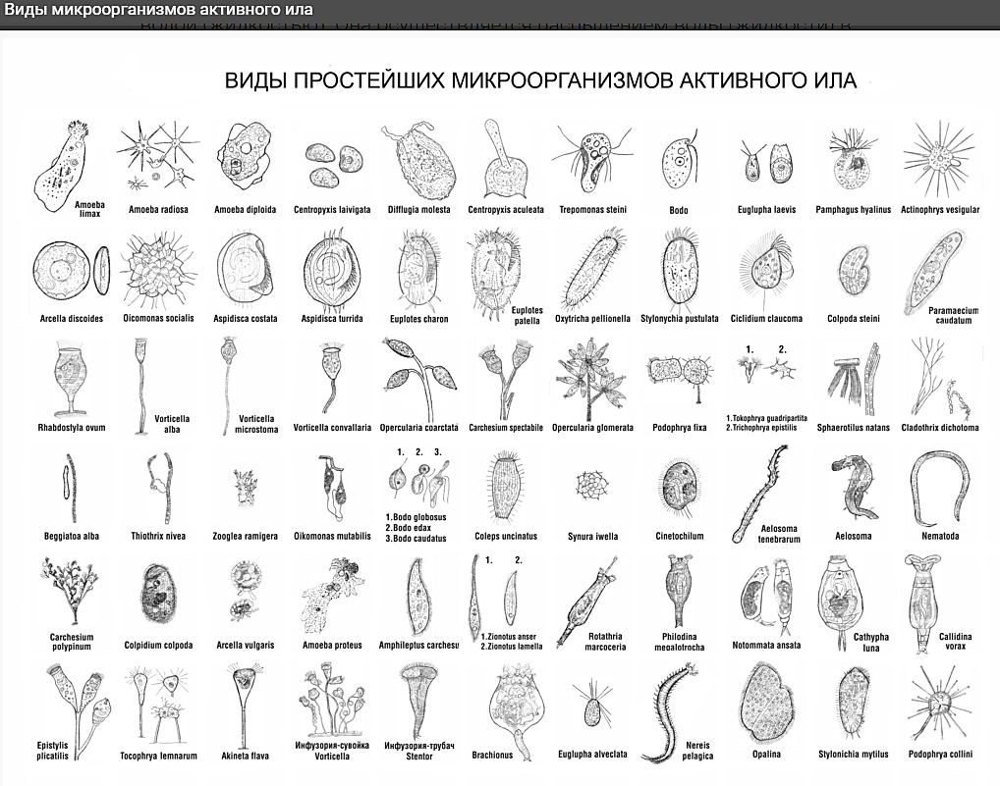 Виды микроорганизмов активного ила
ВИДЫ ПРОСТЕЙШИХ МИКРООРГАНИЗМОВ АКТИВНОГО ИЛА
Amoeba
limax
Amoeba radiosa
Amoeba diploida
Centropyxis laivigata
Difflugia molesta
Centropyxis aculeata
Trepomonas steini
Bodo
Euglupha laevis
Pamphagus hyalinus
Actinophrys vesigular
Arcella discoides
Oicomonas socialis
Aspidisca costata
Aspidisca turrida
Euplotes charon
Euplotes
patella
Oxytricha pellionella
Stylonychia pustulata
Ciclidium claucoma
Colpoda steini
Paramaecium
caudatum
Rhabdostyla ovum
Vorticella
alba
Vorticella
microstoma
Vorticella convallaria
Opercularia coarctata
Carchesium spectabile
Opercularia glomerata
Podophrya fixa
1. 2.
1.Tokophrya guadripartita
2.Trichophrya epistilis
Sphaerotilus natans
Cladothrix dichotoma
Beggiatoa alba
Thiothrix nivea
Zooglea ramigera
Oikomonas mutabilis
1. 2. 3.
1.Bodo globosus
2.Bodo edax
3.Bodo caudatus
Coleps uncinatus
Synura iwella
Cinetochilum
Aelosoma
tenebrarum
Aelosoma
Nematoda
Carchesium
polypinum
Colpidium colpoda
Arcella vulgaris
Amoeba proteus
Amphileptus carchesu
1. 2.
1.Zionotus anser
2.Zionotus lamella
Rotathria
marcoceria
Philodina
megalotrocha
Notommata ansata
Cathypha
luna
Callidina
vorax
Epistylis
plicatilis
Tocophrya lemnarum
Akineta flava
Инфузория-сувойка
Vorticella
Инфузория-трубач
Stentor
Brachionus
Euglupha alveclata
Nereis
pelagica
Opalina
Stylonichia mytilus
Podophrya collini